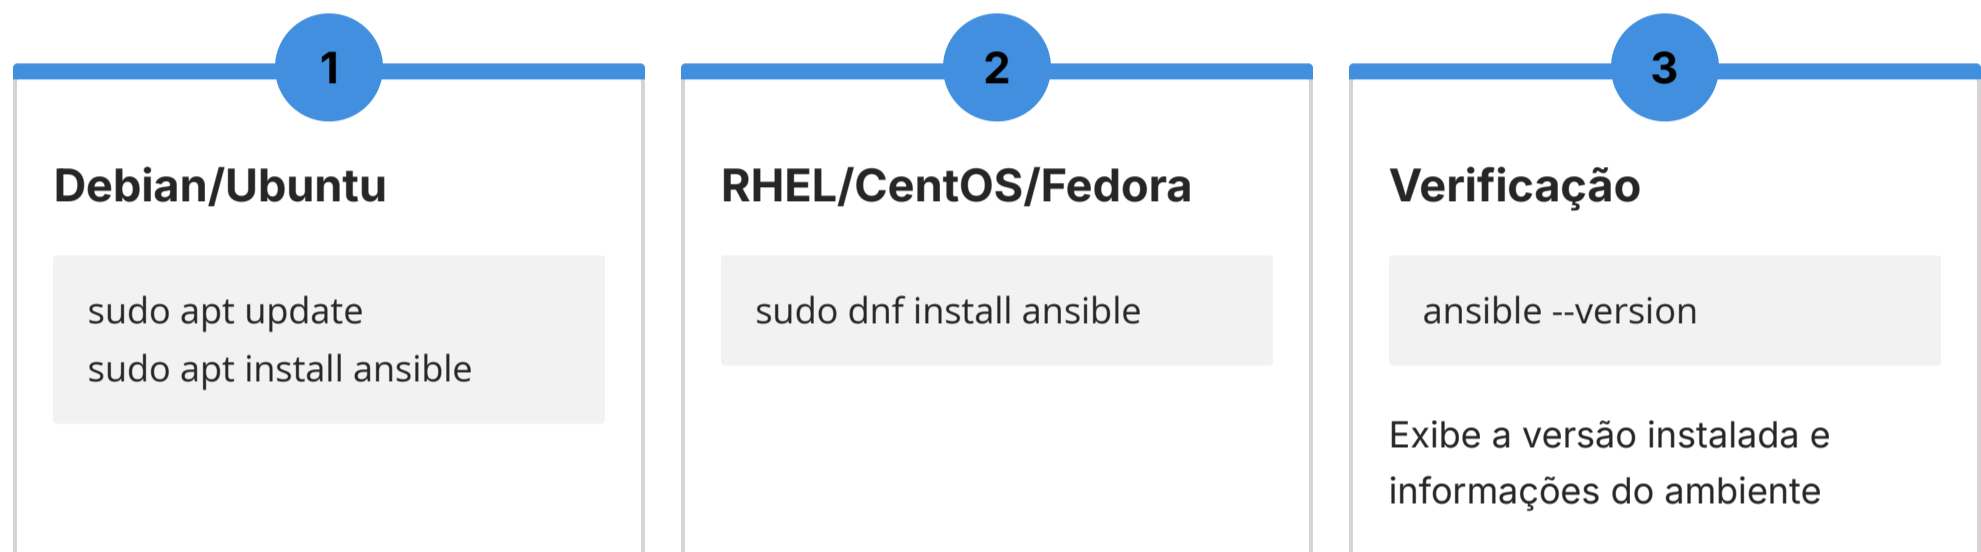 1
Debian/Ubuntu
sudo apt update
sudo apt install ansible
2
RHEL/CentOS/Fedora
sudo dnf install ansible
3
Verificação
ansible --version
Exibe a versão instalada e
informações do ambiente